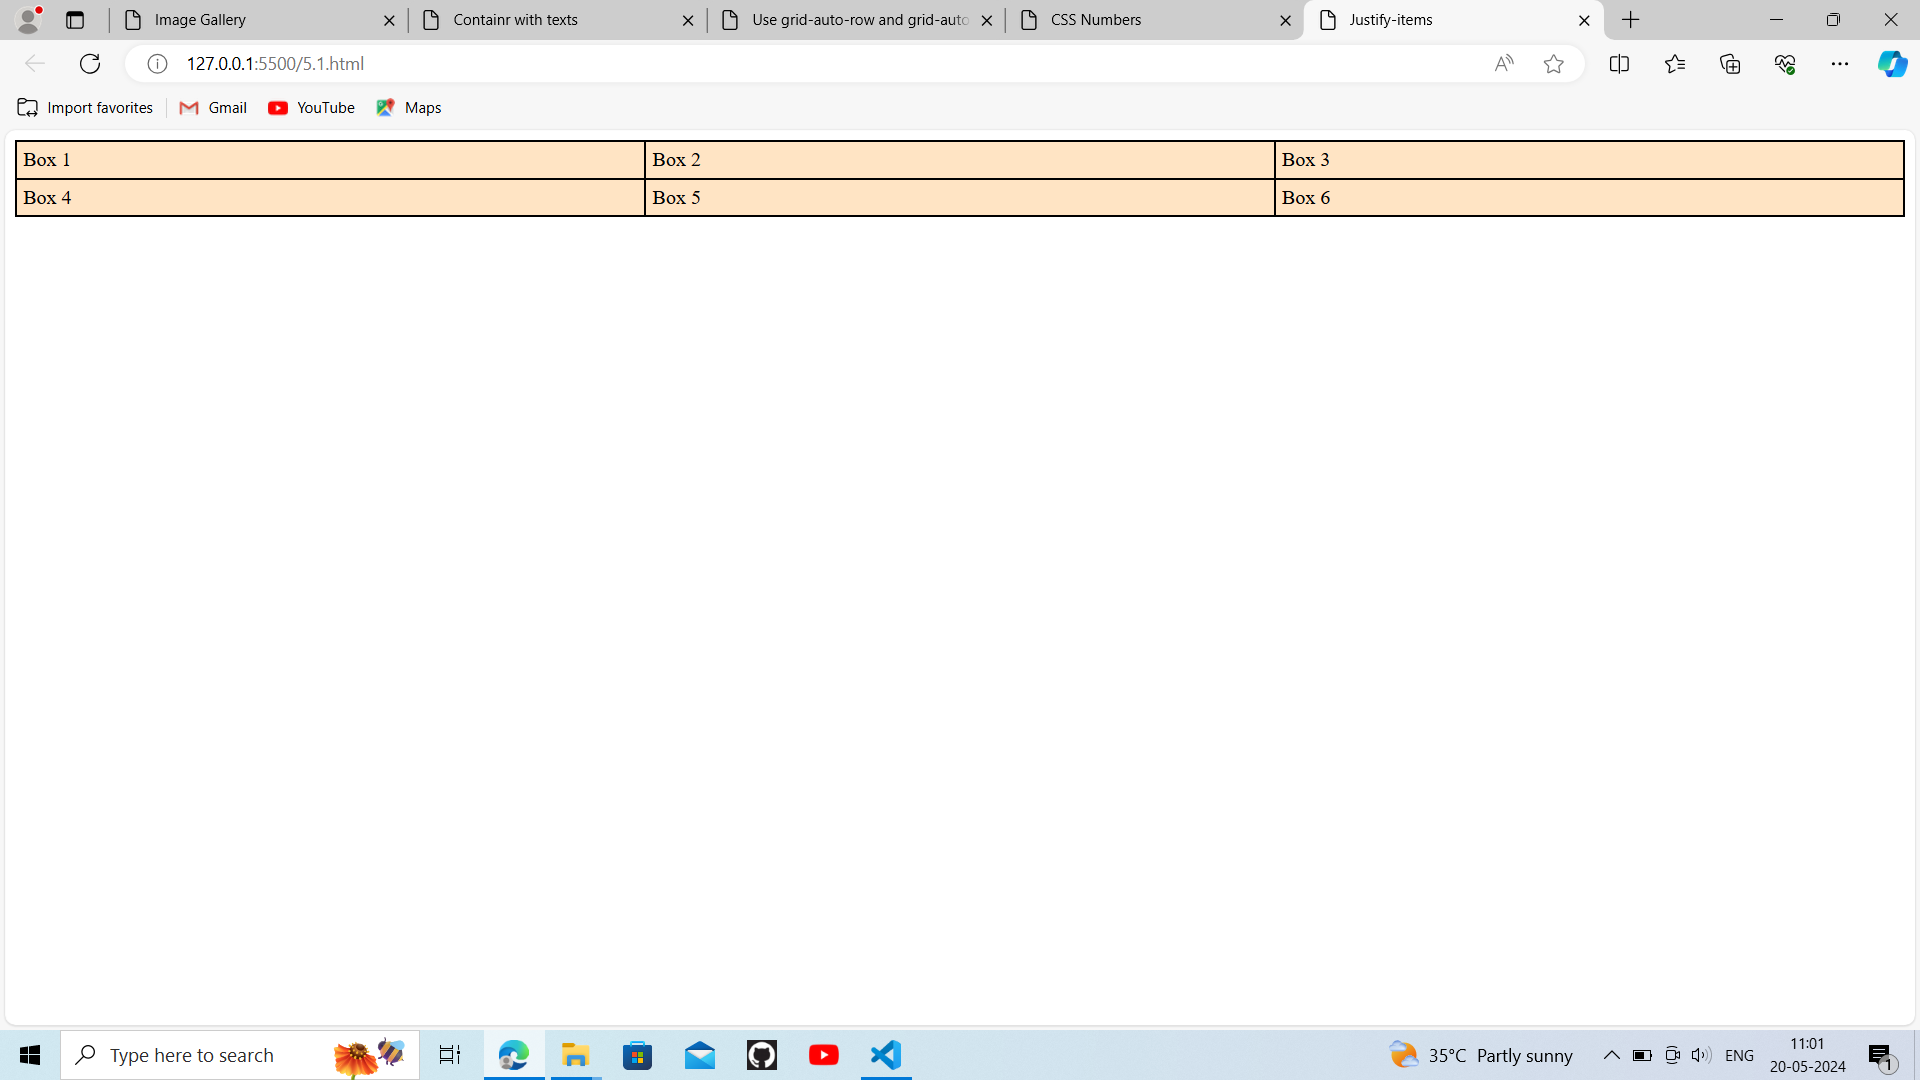 Image Gallery Containr with texts Use grid-auto-row and grid-auto CSS Numbers Justify-items
127.0.0.1:5500/5.1.html
Import favorites Gmail YouTube Maps
Box 1 Box 2 Box 3
Box 4 Box 5 Box 6
Type here to search 35°C Partly sunny ENG 11:01
20-05-2024 1